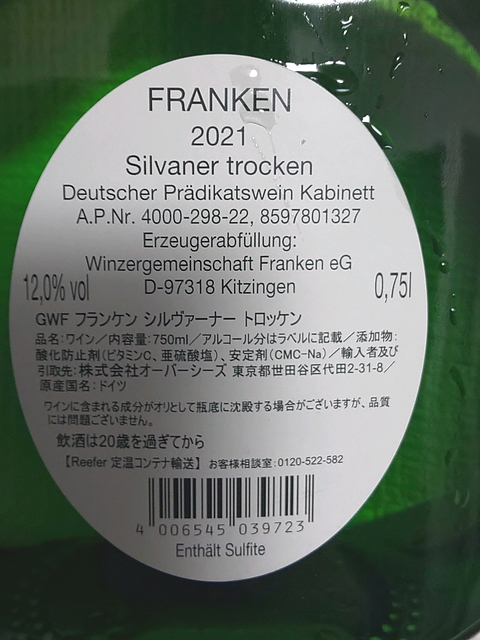 FRANKEN
2021
Silvaner trocken
Deutscher Prädikatswein Kabinett
A.P.Nr. 4000-298-22, 8597801327
Erzeugerabfüllung:
Winzergemeinschaft Franken eG
12,0% vol D-97318 Kitzingen 0,75l
GWF フランケン シルヴァーナー トロッケン
品名:ワイン/内容量:750ml/アルコール分はラベルに記載/添加物:
酸化防止剤(ビタミンC、亜硫酸塩)、安定剤(CMC-Na)/輸入者及び
引取先:株式会社オーバーシーズ 東京都世田谷区代田2-31-8/
原産国名:ドイツ
ワインに含まれる成分がオリとして瓶底に沈殿する場合がございますが、品質
には問題ございません。
飲酒は20歳を過ぎてから
【Reefer 定温コンテナ輸送】 お客様相談室:0120-522-582
4 006545 039723
Enthält Sulfite